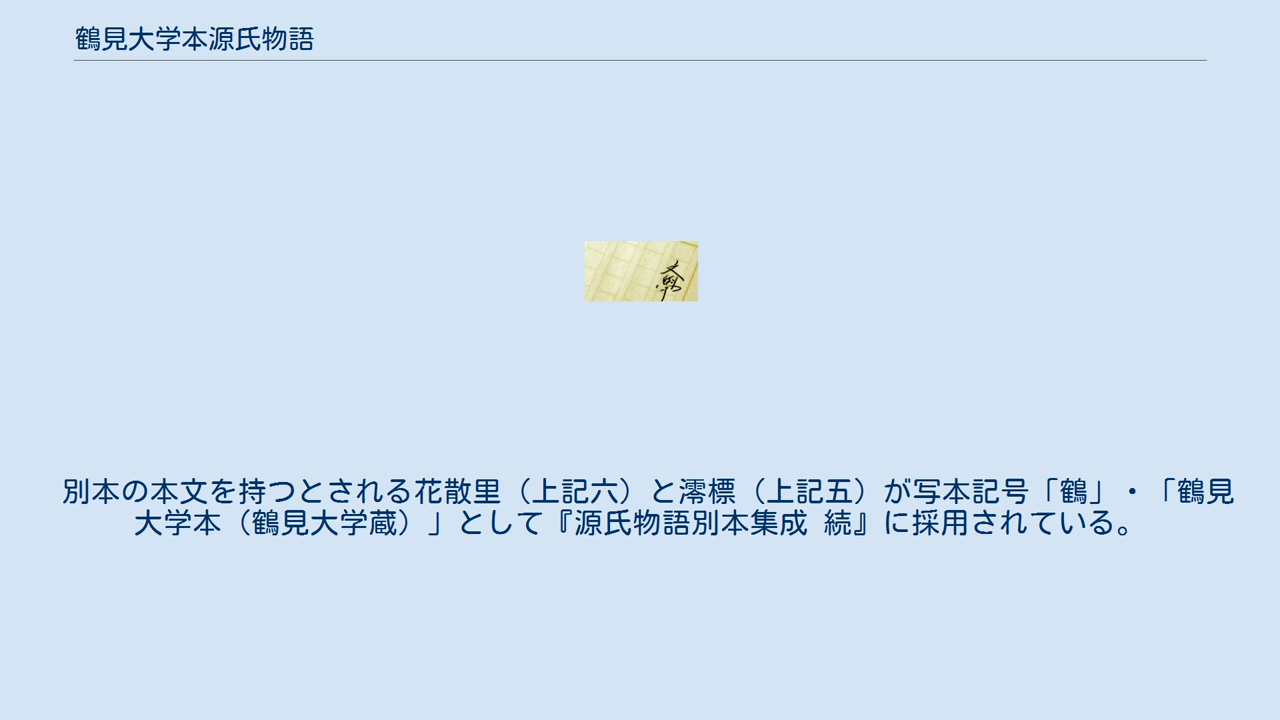 鶴見大学本源氏物語
別本の本文を持つとされる花散里（上記六）と澪標（上記五）が写本記号「鶴」・「鶴見
大学本（鶴見大学蔵）」として『源氏物語別本集成 続』に採用されている。